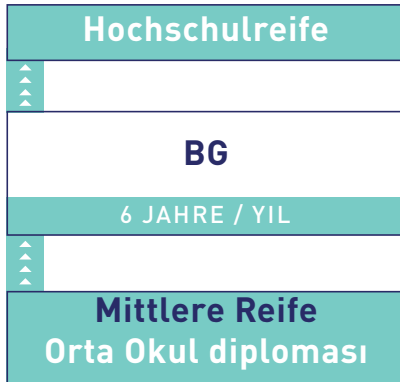 Hochschulreife
BG
6 JAHRE / YIL
Mittlere Reife
Orta Okul diploması